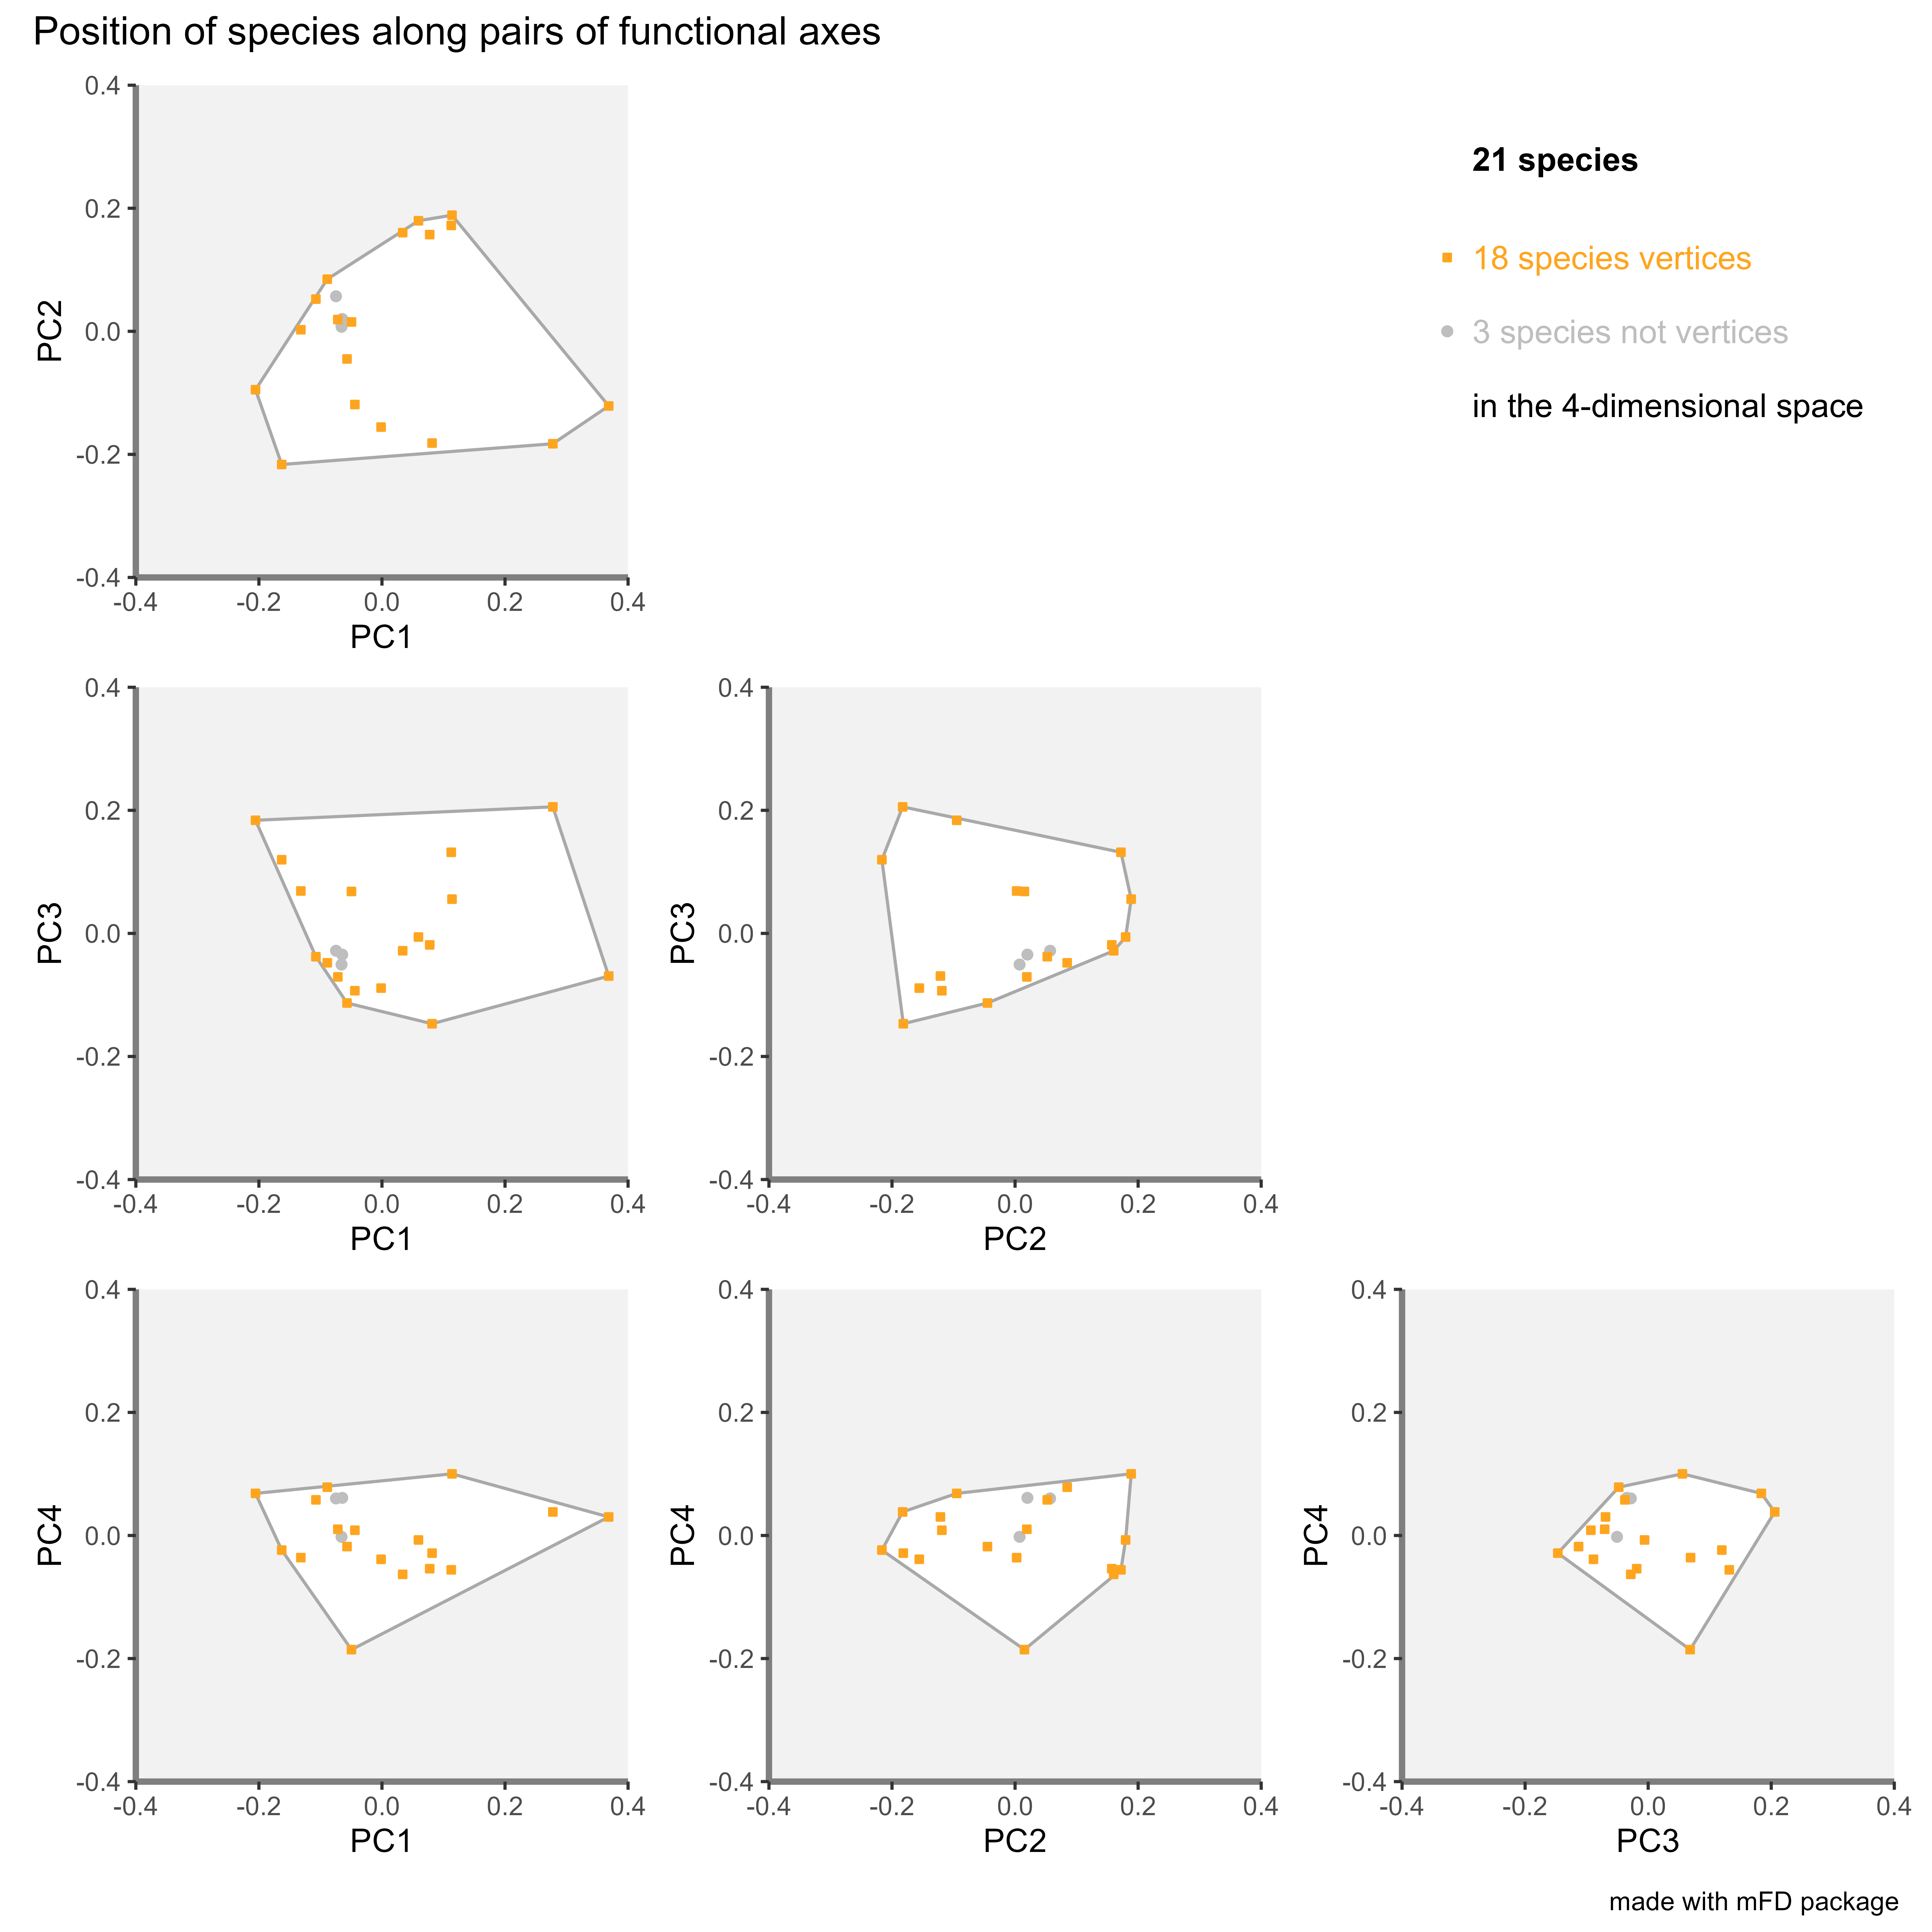 Position of species along pairs of functional axes
0.4
0.2
0.0
-0.2
-0.4
PC2
-0.4 -0.2 0.0 0.2 0.4
PC1
21 species
18 species vertices
3 species not vertices
in the 4-dimensional space
0.4
0.2
0.0
-0.2
-0.4
PC3
-0.4 -0.2 0.0 0.2 0.4
PC1
0.4
0.2
0.0
-0.2
-0.4
PC3
-0.4 -0.2 0.0 0.2 0.4
PC2
0.4
0.2
0.0
-0.2
-0.4
PC4
-0.4 -0.2 0.0 0.2 0.4
PC1
0.4
0.2
0.0
-0.2
-0.4
PC4
-0.4 -0.2 0.0 0.2 0.4
PC2
0.4
0.2
0.0
-0.2
-0.4
PC4
-0.4 -0.2 0.0 0.2 0.4
PC3
made with mFD package